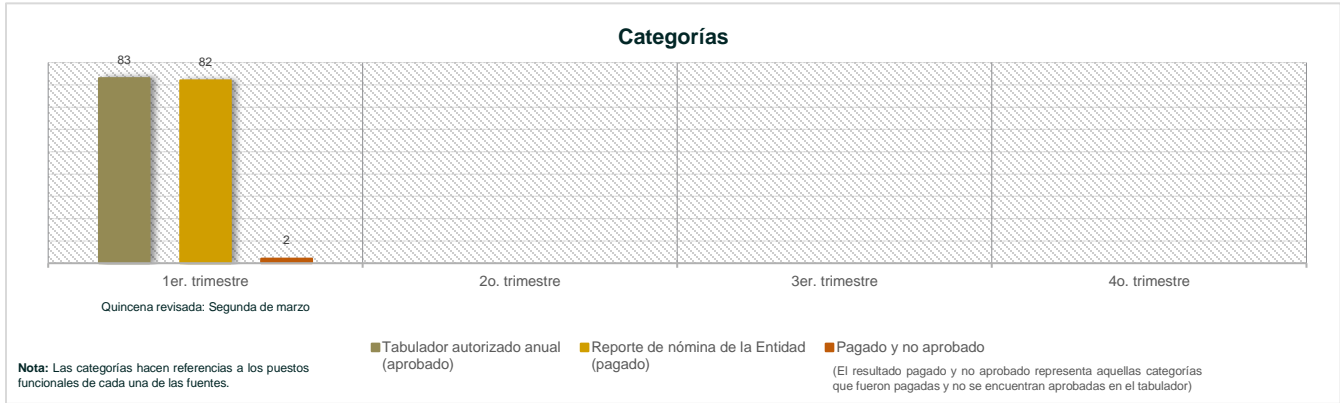 Categorías
83
82
2
1er. trimestre
2o. trimestre
3er. trimestre
4o. trimestre
Quincena revisada: Segunda de marzo
Tabulador autorizado anual
(aprobado)
Reporte de nómina de la Entidad
(pagado)
Pagado y no aprobado
(El resultado pagado y no aprobado representa aquellas categorías
que fueron pagadas y no se encuentran aprobadas en el tabulador)
Nota: Las categorías hacen referencias a los puestos
funcionales de cada una de las fuentes.